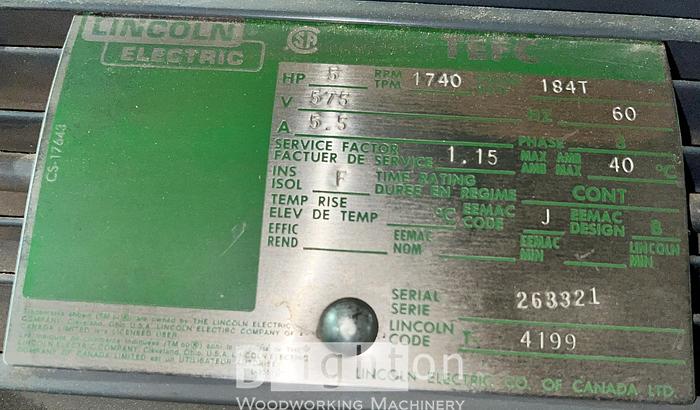 LINCOLN
ELECTRIC
TEFC
CS-17643
HP 5 RPM TPM 1740 184T
V 575 HZ 60
A 5.5 PHASE 3
SERVICE FACTOR
FACTUER DE SERVICE 1.15 MAX AMB AMB MAX 40 °C
INS ISOL F TIME RATING DUREE EN REGIME CONT
TEMP RISE
ELEV DE TEMP °C EEMAC CODE J EEMAC DESIGN B
EFFIC REND EEMAC NOM EEMAC MIN LINCOLN MIN
SERIAL
SERIE 263321
LINCOLN
CODE T. 4199
LINCOLN ELECTRIC CO. OF CANADA LTD.
Brighton
WOODWORKING MACHINERY